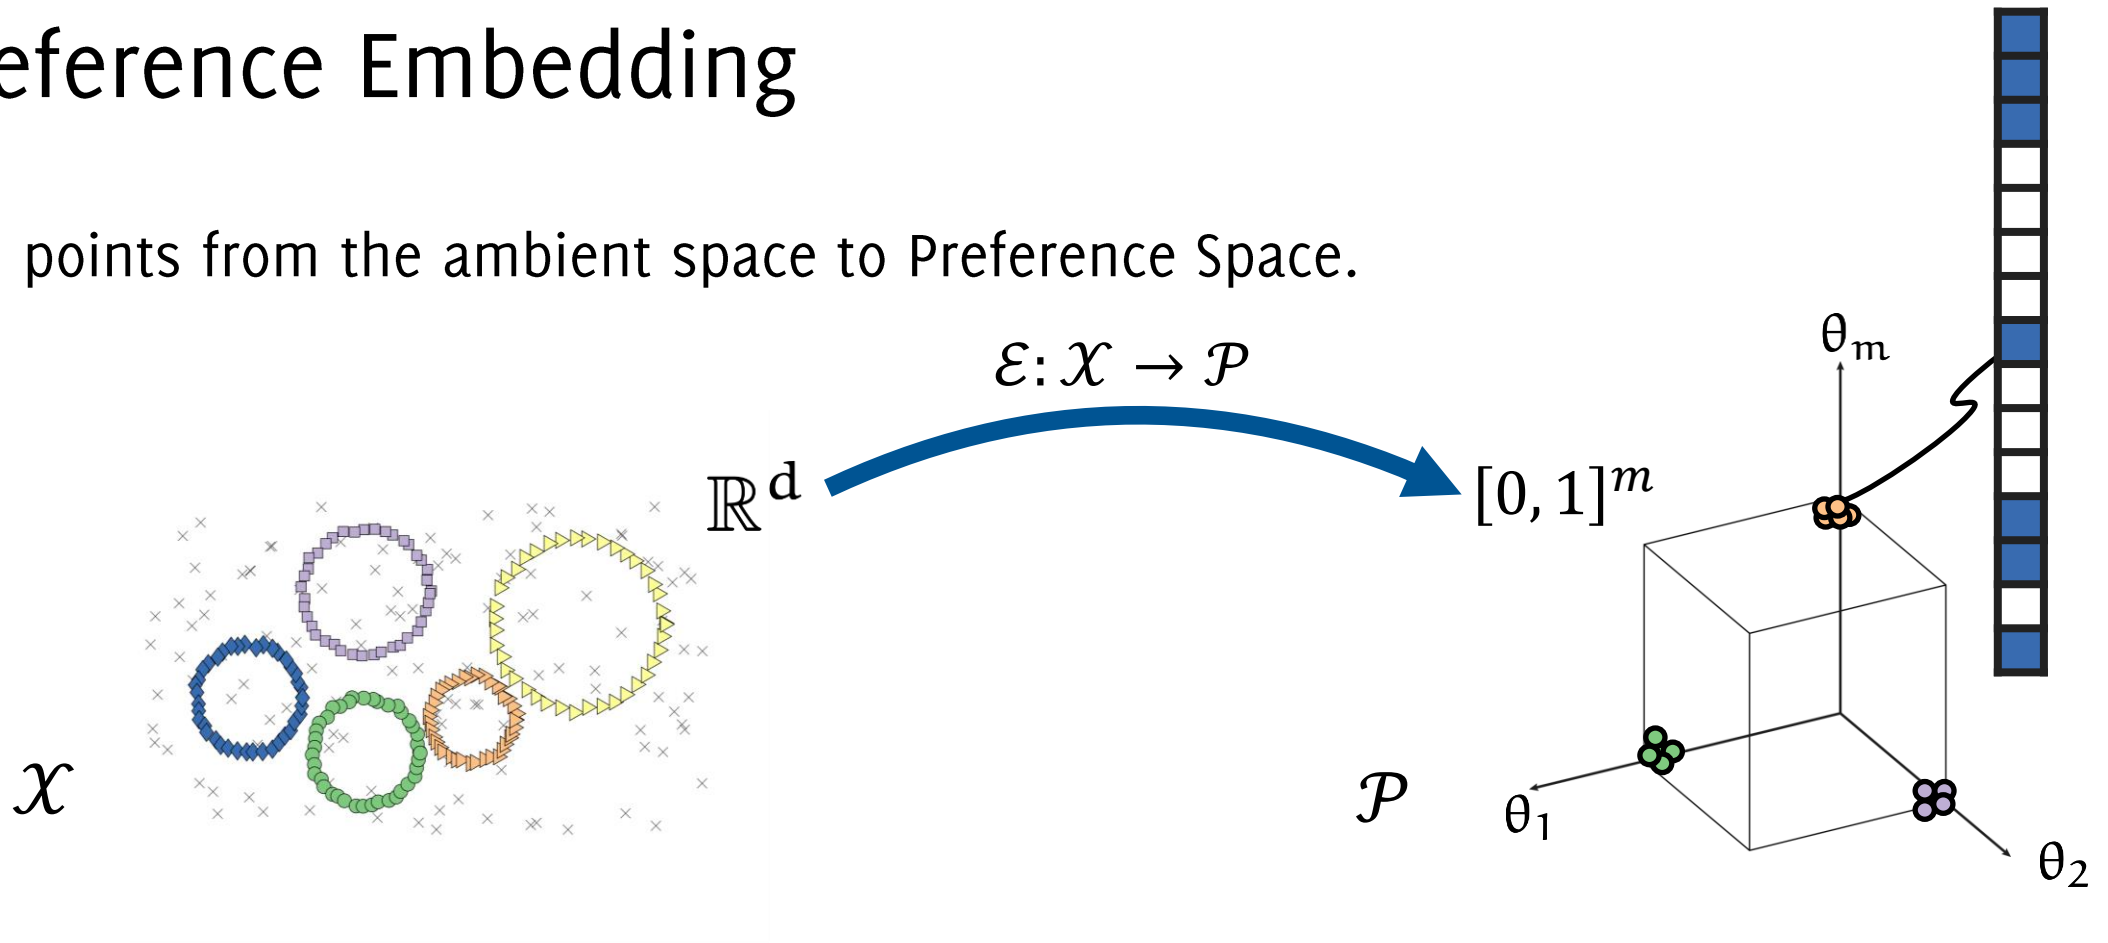 eference Embedding
points from the ambient space to Preference Space.
ℰ: 𝒳 → 𝒫
ℝᵈ
[0, 1]ᵐ
θₘ
𝒳
𝒫
θ₁
θ₂